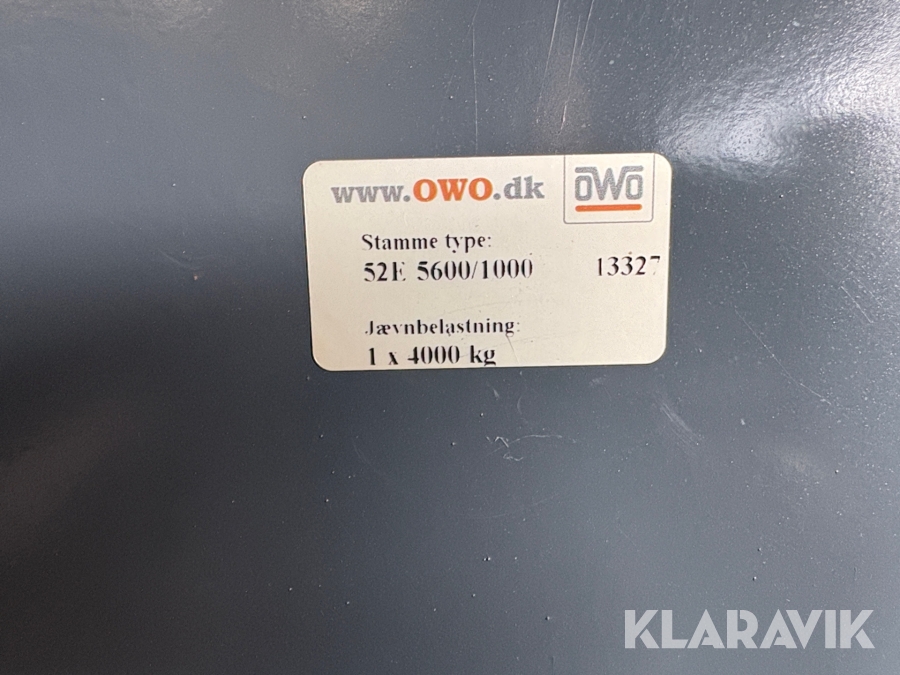 www.OWO.dk OWO
Stamme type:
52E 5600/1000 13327
Jævnbelastning:
1 x 4000 kg
KLARAVIK